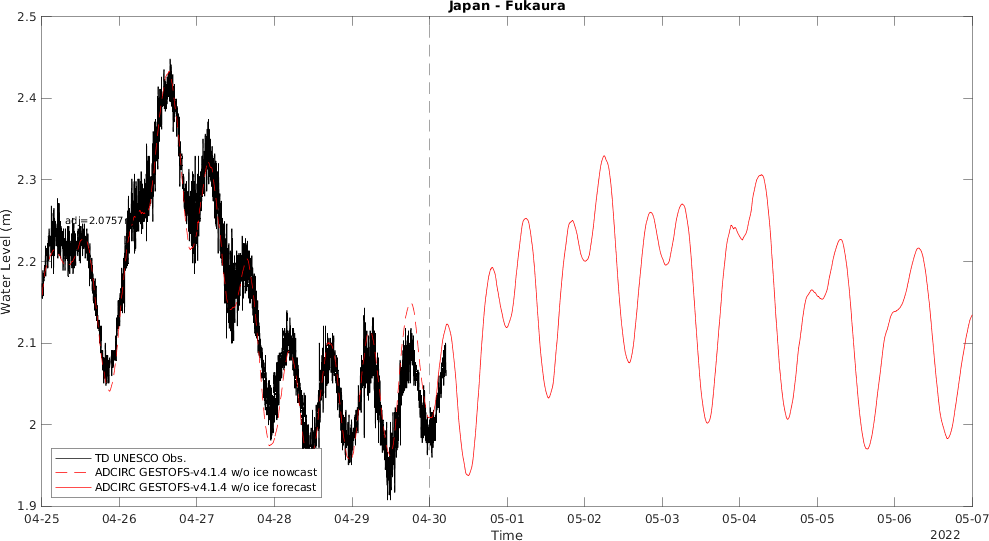 Japan - Fukaura
2.5
2.4
2.3
2.2
2.1
2
1.9
Water Level (m)
adj=2.0757
TD UNESCO Obs.
ADCIRC GESTOFS-v4.1.4 w/o ice nowcast
ADCIRC GESTOFS-v4.1.4 w/o ice forecast
04-25 04-26 04-27 04-28 04-29 04-30 05-01 05-02 05-03 05-04 05-05 05-06 05-07
Time
2022